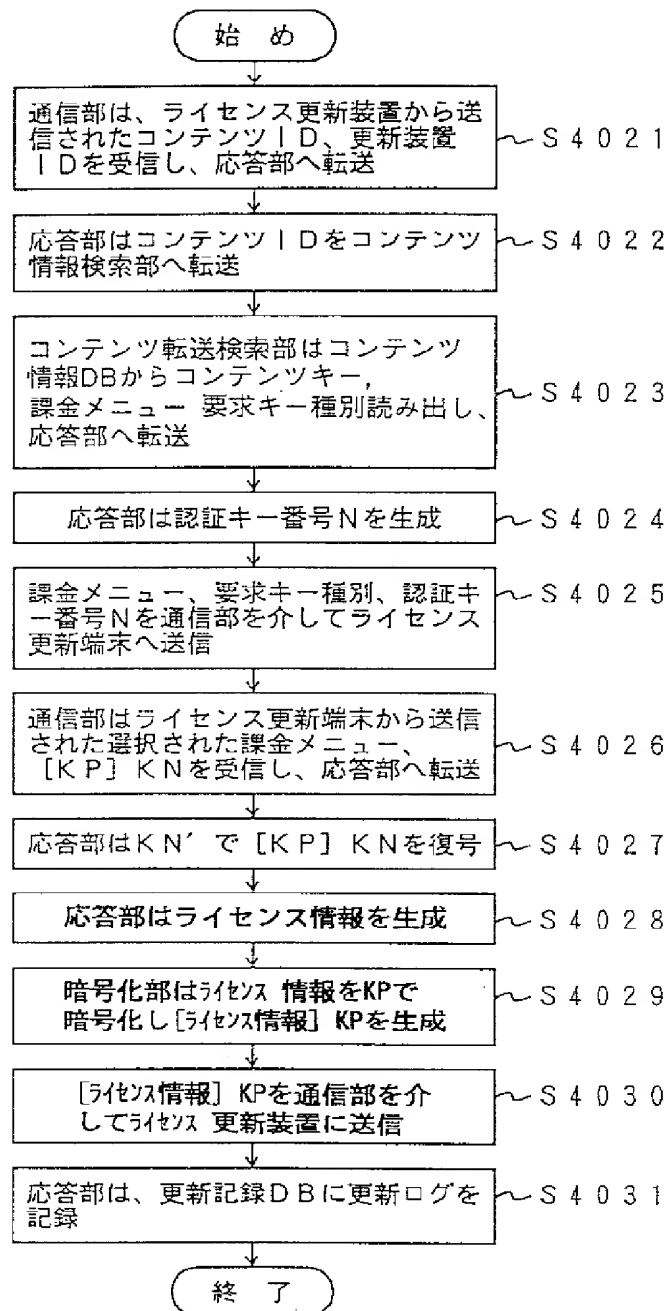 始 め
通信部は、ライセンス更新装置から送
信されたコンテンツID、更新装置
IDを受信し、応答部へ転送
S4021
応答部はコンテンツIDをコンテンツ
情報検索部へ転送
S4022
コンテンツ転送検索部はコンテンツ
情報DBからコンテンツキー,
課金メニュー 要求キー種別読み出し、
応答部へ転送
S4023
応答部は認証キー番号Nを生成
S4024
課金メニュー、要求キー種別、認証キ
ー番号Nを通信部を介してライセンス
更新端末へ送信
S4025
通信部はライセンス更新端末から送信
された選択された課金メニュー、
[KP] KNを受信し、応答部へ転送
S4026
応答部はKN´で[KP] KNを復号
S4027
応答部はライセンス情報を生成
S4028
暗号化部はライセンス 情報をKPで
暗号化し[ライセンス情報] KPを生成
S4029
[ライセンス情報] KPを通信部を介
してライセンス 更新装置に送信
S4030
応答部は、更新記録DBに更新ログを
記録
S4031
終 了